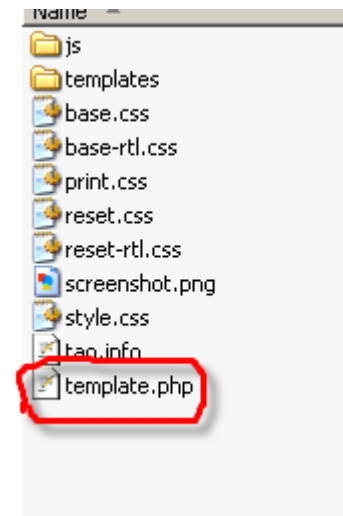 Name
js
templates
base.css
base-rtl.css
print.css
reset.css
reset-rtl.css
screenshot.png
style.css
tao.info
template.php